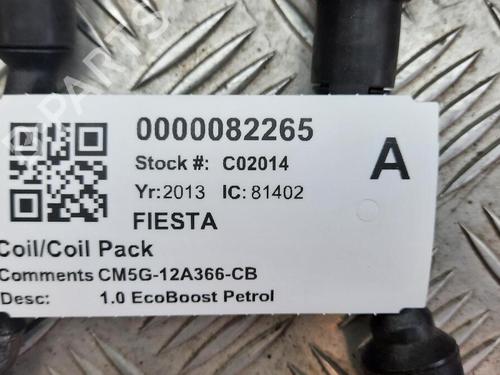 0000082265
Stock #: C02014
A
Yr:2013 IC: 81402
FIESTA
Coil/Coil Pack
Comments CM5G-12A366-CB
Desc: 1.0 EcoBoost Petrol